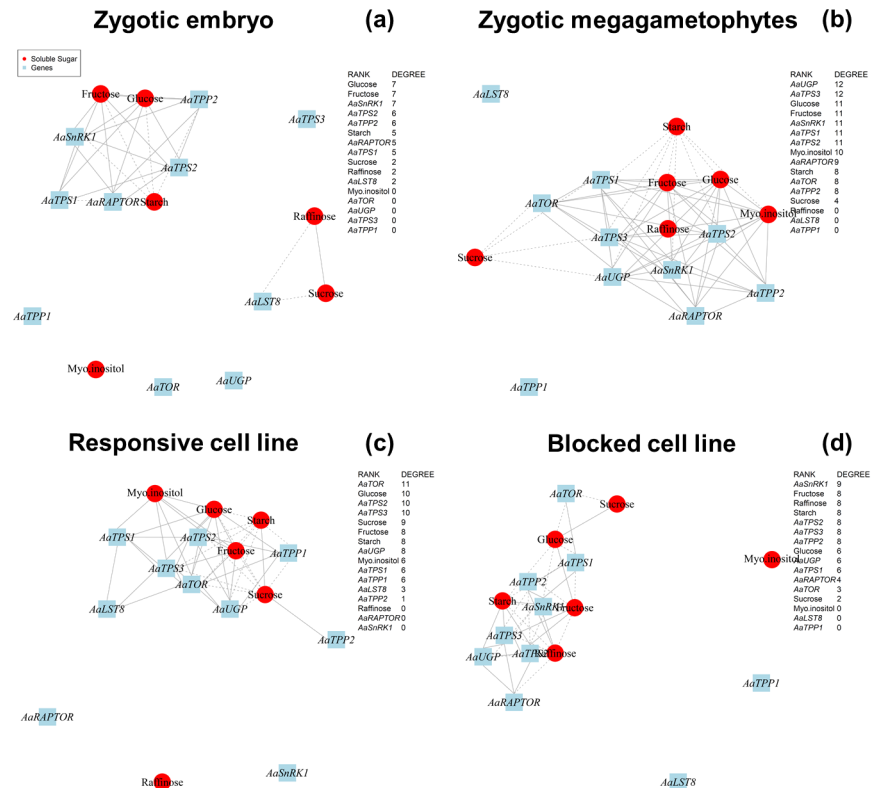 Zygotic embryo
(a)
Soluble Sugar
Genes
Fructose
Glucose
AaTPP2
AaSnRK1
AaTPS2
AaTPS1
AaRAPTOR
Starch
AaTPS3
Raffinose
AaLST8
Sucrose
AaTPP1
Myo.inositol
AaTOR
AaUGP
RANK DEGREE
Glucose 7
Fructose 7
AaSnRK1 7
AaTPS2 6
AaTPP2 6
Starch 5
AaRAPTOR 5
AaTPS1 5
Sucrose 2
Raffinose 2
AaLST8 2
Myo.inositol 0
AaTOR 0
AaUGP 0
AaTPS3 0
AaTPP1 0
Zygotic megagametophytes
(b)
AaLST8
Starch
AaTPS1
Fructose
Glucose
AaTOR
Myo.inositol
Raffinose
AaTPS3
AaTPS2
Sucrose
AaUGP
AaSnRK1
AaTPP2
AaRAPTOR
AaTPP1
RANK DEGREE
AaUGP 12
AaTPS3 12
Glucose 11
Fructose 11
AaSnRK1 11
AaTPS1 11
AaTPS2 11
Myo.inositol 10
AaRAPTOR 9
Starch 8
AaTOR 8
AaTPP2 8
Sucrose 4
Raffinose 0
AaLST8 0
AaTPP1 0
Responsive cell line
(c)
Myo.inositol
Glucose
Starch
AaTPS1
AaTPS2
Fructose
AaTPP1
AaTPS3
AaTOR
Sucrose
AaLST8
AaUGP
AaTPP2
AaRAPTOR
AaSnRK1
Raffinose
RANK DEGREE
AaTOR 11
Glucose 10
AaTPS2 10
AaTPS3 10
Sucrose 9
Fructose 8
Starch 8
AaUGP 8
Myo.inositol 6
AaTPS1 6
AaTPP1 6
AaLST8 3
AaTPP2 1
Raffinose 0
AaRAPTOR 0
AaSnRK1 0
Blocked cell line
(d)
AaTOR
Sucrose
Glucose
AaTPS1
Myo.inositol
AaTPP2
Starch
AaSnRK1
Fructose
AaTPS3
AaUGP
AaTPS2
Raffinose
AaRAPTOR
AaTPP1
AaLST8
RANK DEGREE
AaSnRK1 9
Fructose 8
Raffinose 8
Starch 8
AaTPS2 8
AaTPS3 8
AaTPP2 8
Glucose 6
AaUGP 6
AaTPS1 6
AaRAPTOR 4
AaTOR 3
Sucrose 2
Myo.inositol 0
AaLST8 0
AaTPP1 0